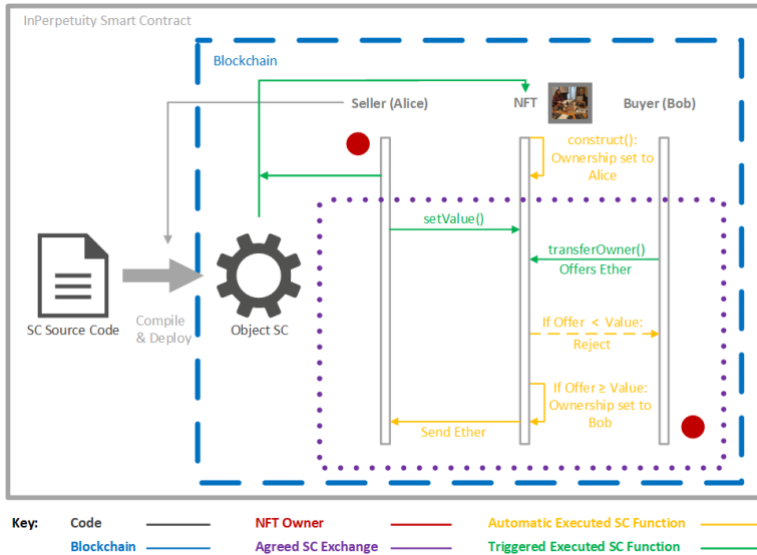 InPerpetuity Smart Contract
Blockchain
Seller (Alice)
NFT
Buyer (Bob)
construct():
Ownership set to
Alice
setValue()
transferOwner()
Offers Ether
SC Source Code
Compile
& Deploy
Object SC
If Offer < Value:
Reject
If Offer ≥ Value:
Ownership set to
Bob
Send Ether
Key:
Code
NFT Owner
Automatic Executed SC Function
Blockchain
Agreed SC Exchange
Triggered Executed SC Function